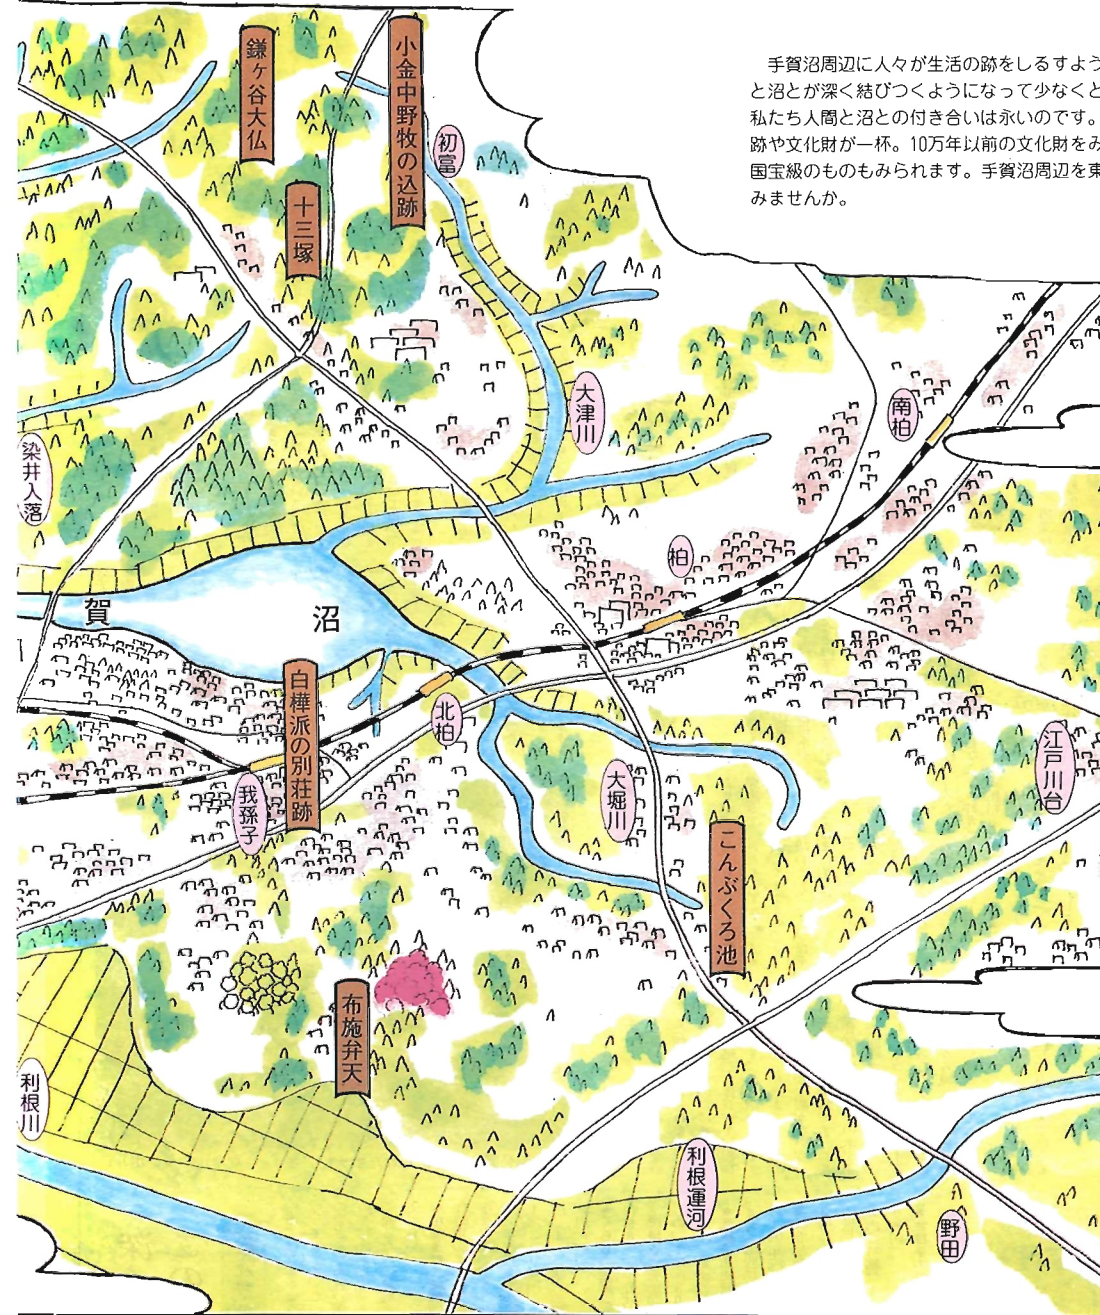 手賀沼周辺に人々が生活の跡をしるすよう
と沼とが深く結びつくようになって少なくと
私たち人間と沼との付き合いは永いのです。
跡や文化財が一杯。10万年以前の文化財をみ
国宝級のものもみられます。手賀沼周辺を東
みませんか。
鎌ヶ谷大仏
小金中野牧の込跡
初富
十三塚
大津川
南柏
染井入落
柏
賀
沼
白樺派の別荘跡
北柏
我孫子
大堀川
江戸川台
こんぶくろ池
布施弁天
利根川
利根運河
野田